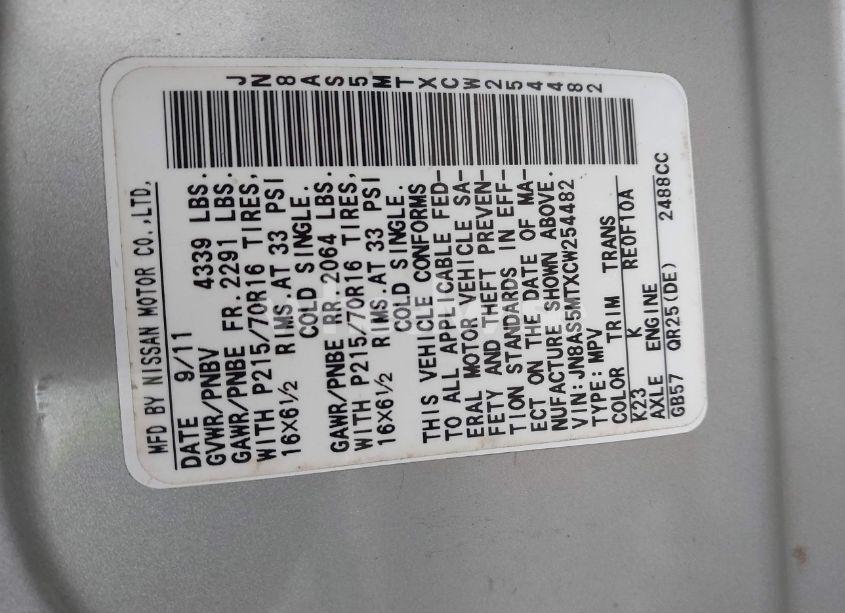 MFD BY NISSAN MOTOR CO.,LTD.
DATE 9/11
GVWR/PNBV 4339 LBS.
GAWR/PNBE FR.2291 LBS.
WITH P215/70R16 TIRES,
16X6½ RIMS.AT 33 PSI
COLD SINGLE.
GAWR/PNBE RR.2064 LBS.
WITH P215/70R16 TIRES,
16X6½ RIMS.AT 33 PSI
COLD SINGLE.
THIS VEHICLE CONFORMS
TO ALL APPLICABLE FED-
ERAL MOTOR VEHICLE SA-
FETY AND THEFT PREVEN-
TION STANDARDS IN EFF-
ECT ON THE DATE OF MA-
NUFACTURE SHOWN ABOVE.
VIN:JN8AS5MTXCW254482
TYPE:MPV
COLOR TRIM TRANS
K23 K RE0F10A
AXLE ENGINE
GB57 QR25(DE) 2488CC
JN8AS5MTXCW254482